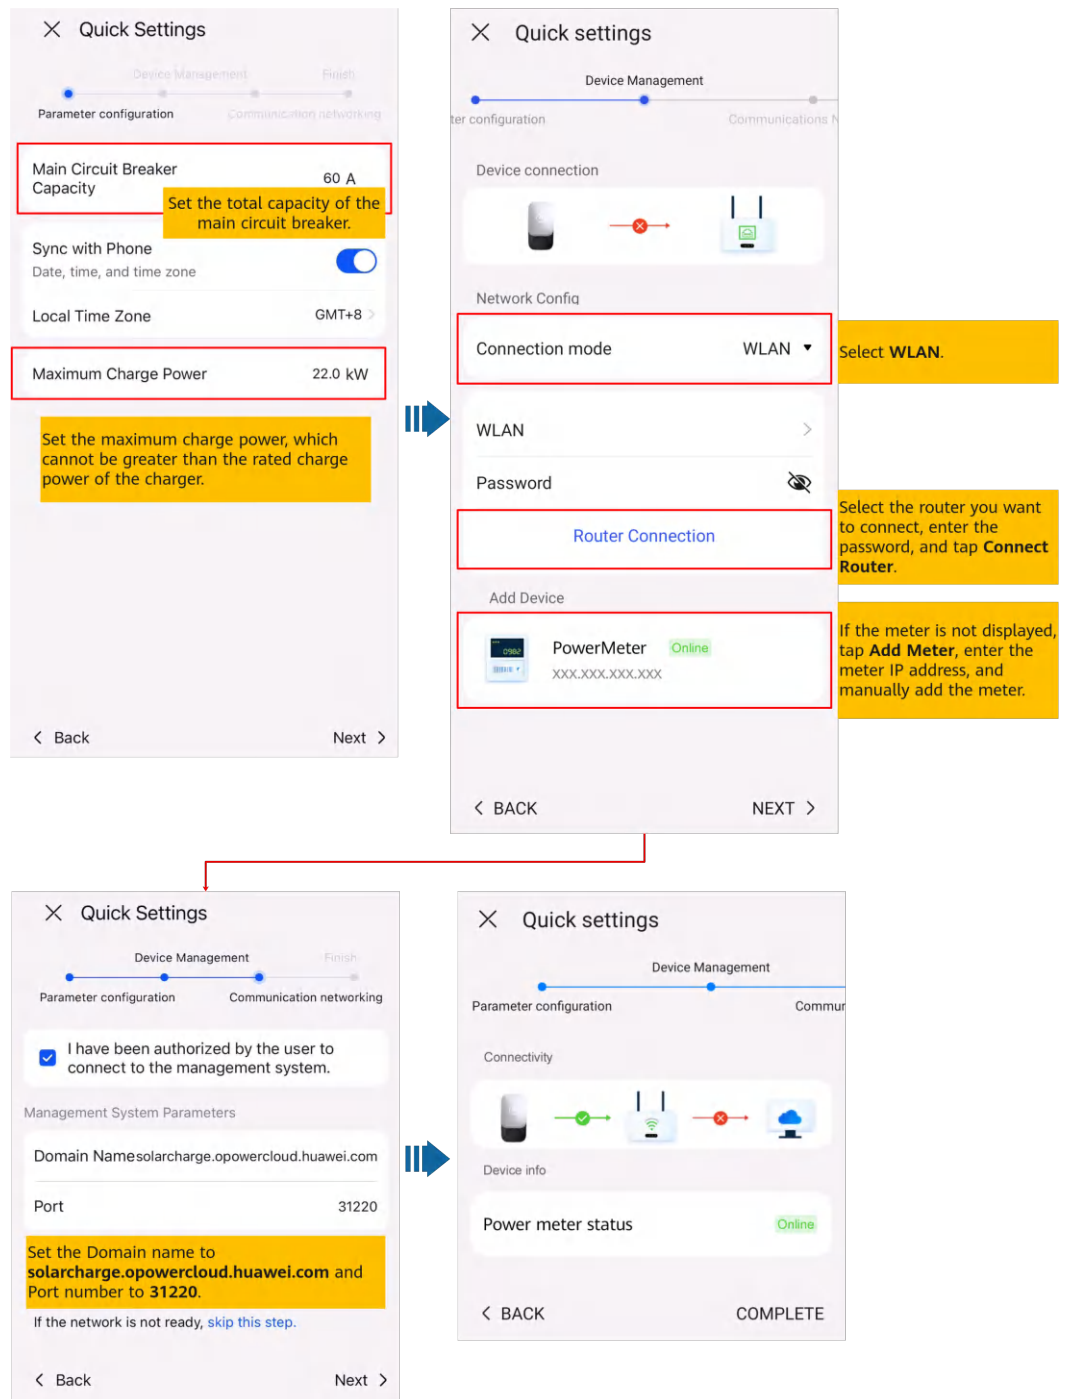 Quick Settings
Device Management
Finish
Parameter configuration
Communication networking
Main Circuit Breaker
Capacity
60 A
Set the total capacity of the
main circuit breaker.
Sync with Phone
Date, time, and time zone
Local Time Zone
GMT+8
Maximum Charge Power
22.0 kW
Set the maximum charge power, which
cannot be greater than the rated charge
power of the charger.
Back
Next
Quick settings
Device Management
ter configuration
Communications N
Device connection
Network Config
Connection mode
WLAN
Select WLAN.
WLAN
Password
Router Connection
Select the router you want
to connect, enter the
password, and tap Connect
Router.
Add Device
0982
PowerMeter
Online
XXX.XXX.XXX.XXX
If the meter is not displayed,
tap Add Meter, enter the
meter IP address, and
manually add the meter.
BACK
NEXT
Quick Settings
Device Management
Finish
Parameter configuration
Communication networking
I have been authorized by the user to
connect to the management system.
Management System Parameters
Domain Name solarcharge.opowercloud.huawei.com
Port
31220
Set the Domain name to
solarcharge.opowercloud.huawei.com and
Port number to 31220.
If the network is not ready, skip this step.
Back
Next
Quick settings
Device Management
Parameter configuration
Commur
Connectivity
Device info
Power meter status
Online
BACK
COMPLETE